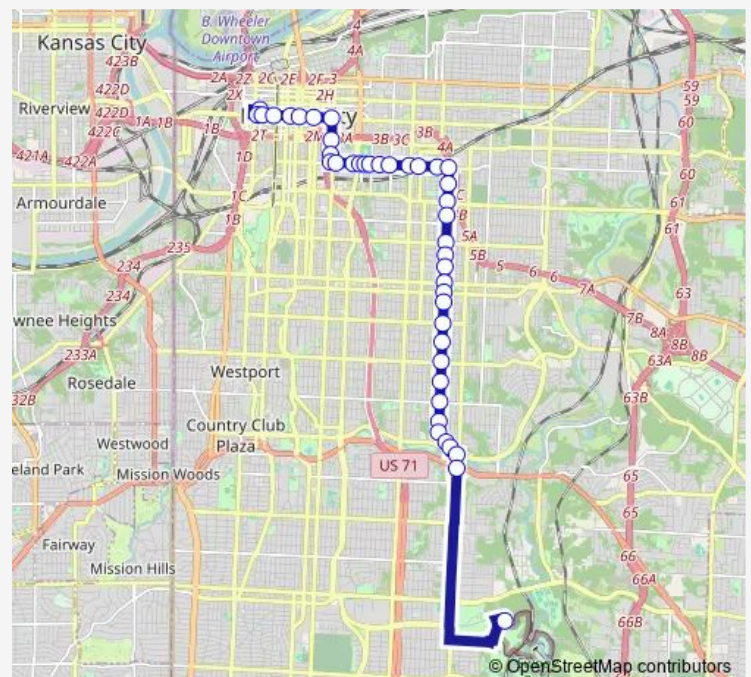 B. Wheeler
Downtown
Airport
Kansas City
423B
4
4A
2A
2Z
2C
2E
2F
3
2X
2H
422D
Riverview
422D
422C
1A
1B
1B
2T
2M
3B
3C
3B
4A
59
59
60
421A
422A
1D
Armourdale
1C
1B
60
61
61
235
5A
5B
5
6
6
7A
234
234
63
7B
8A
8B
8B
63A
wnee Heights
233A
Rosedale
Westport
32B
63B
Country Club
Plaza
Westwood
eland Park
Mission Woods
US 71
65
65
Fairway
Mission Hills
66
66A
66B
© OpenStreetMap contributors